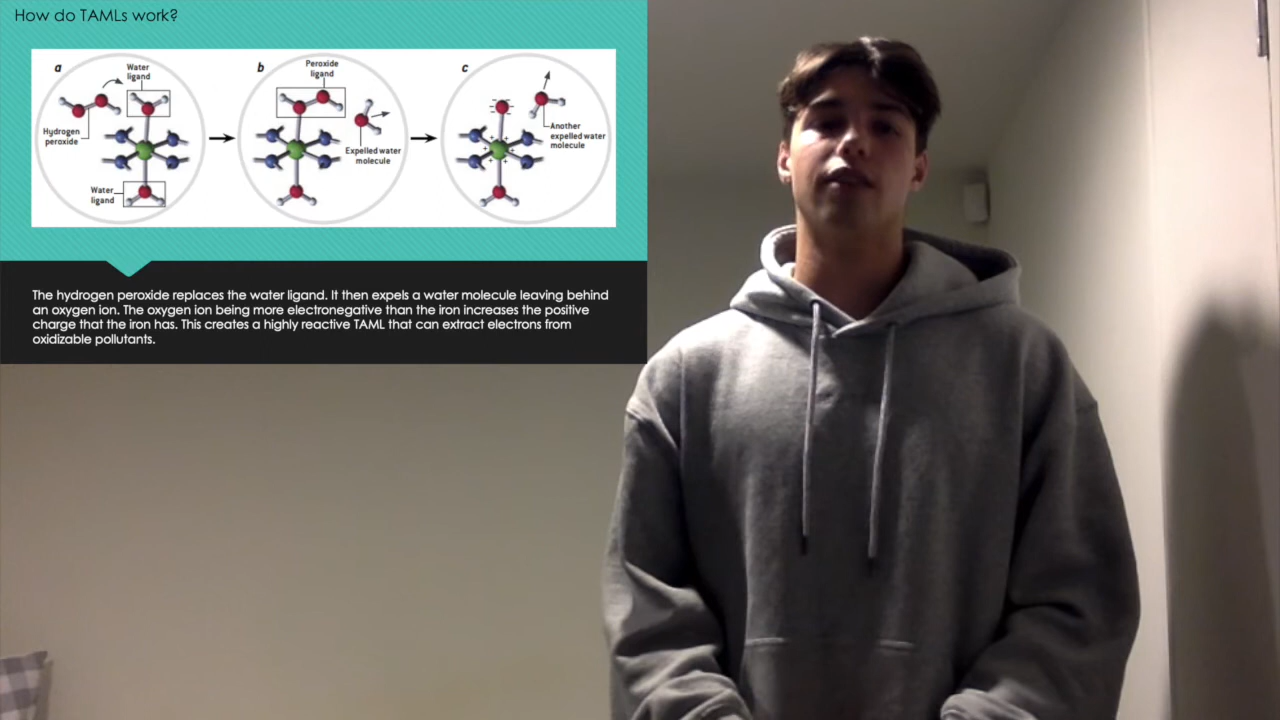 How do TAMLs work?
a
Water
ligand
Hydrogen
peroxide
Water
ligand
b
Peroxide
ligand
Expelled water
molecule
c
Another
expelled water
molecule
The hydrogen peroxide replaces the water ligand. It then expels a water molecule leaving behind
an oxygen ion. The oxygen ion being more electronegative than the iron increases the positive
charge that the iron has. This creates a highly reactive TAML that can extract electrons from
oxidizable pollutants.